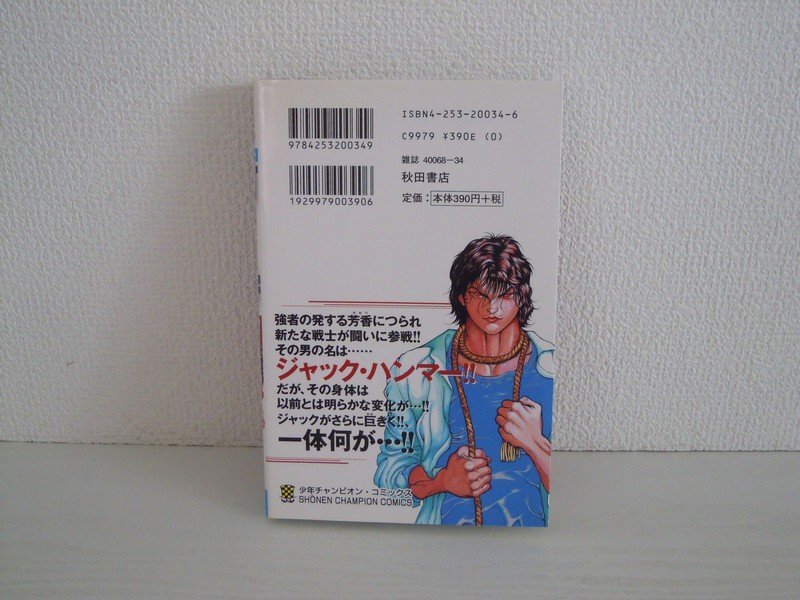 ISBN4-253-20034-6
C9979 ¥390E (0)
9784253200349
雑誌 40068-34
秋田書店
定価：本体390円+税
1929979003906
強者の発する芳香につられ
新たな戦士が闘いに参戦!!
その男の名は……
ジャック・ハンマー!!
だが、その身体は
以前とは明らかな変化が…!!
ジャックがさらに巨きく!!、
一体何が…!!
少年チャンピオン・コミックス
SHŌNEN CHAMPION COMICS